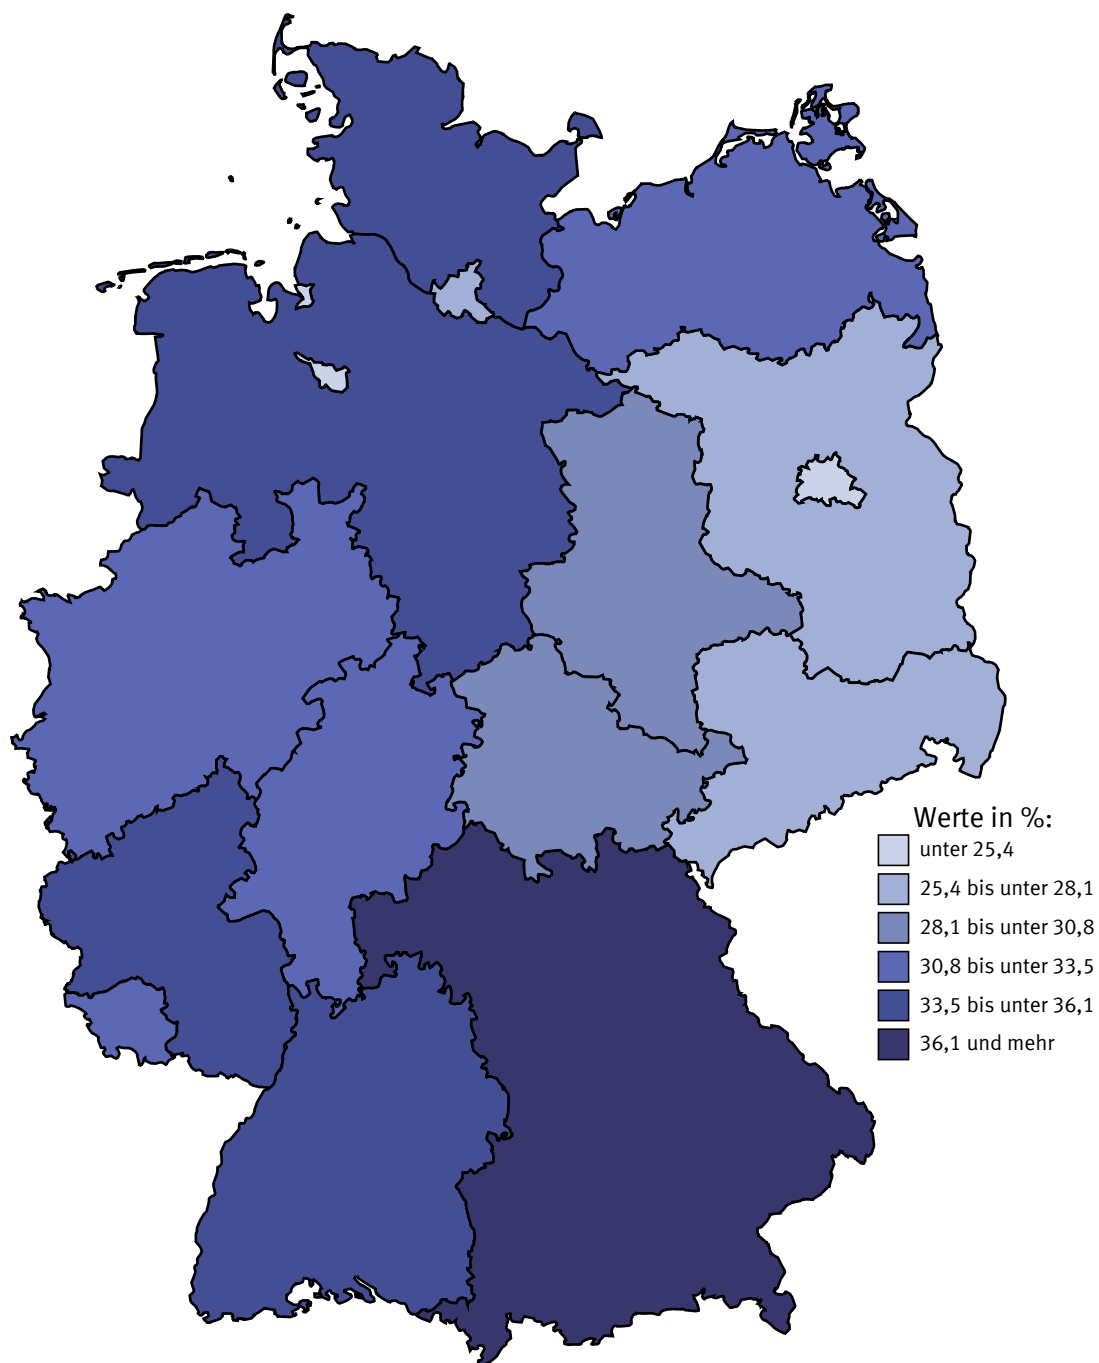 Werte in %:
unter 25,4
25,4 bis unter 28,1
28,1 bis unter 30,8
30,8 bis unter 33,5
33,5 bis unter 36,1
36,1 und mehr